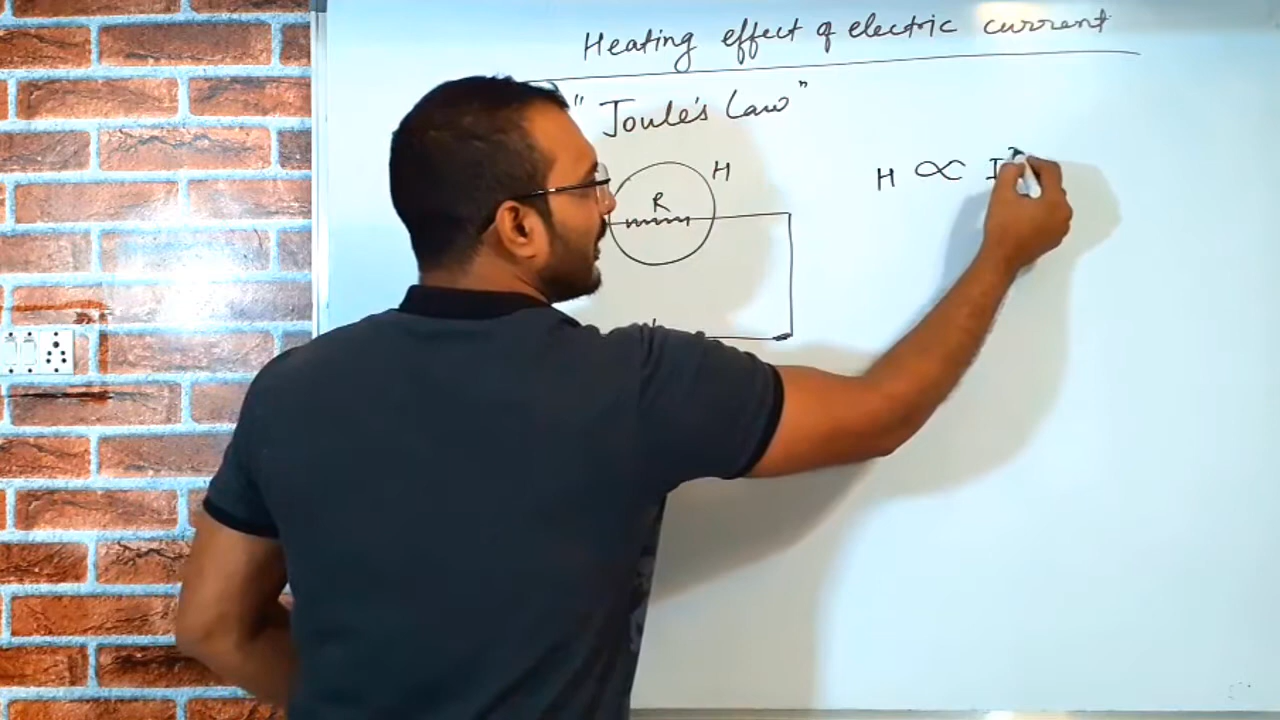 Heating effect of electric current
"Joule's Law"
H
R
H ∝ I